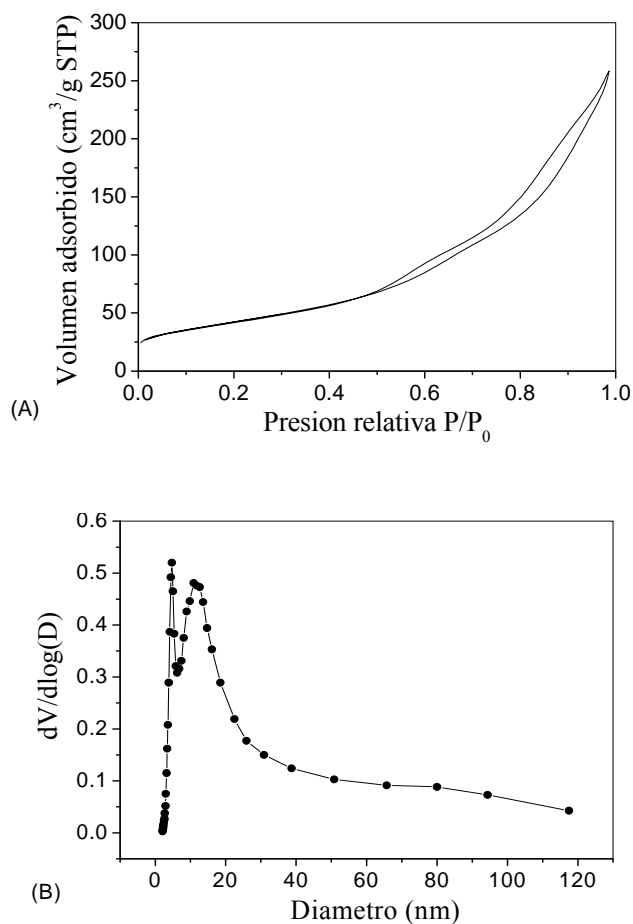 300
250
200
150
100
50
0
Volumen adsorbido (cm³/g STP)
0.0 0.2 0.4 0.6 0.8 1.0
(A)
Presion relativa P/P₀
0.6
0.5
0.4
0.3
0.2
0.1
0.0
dV/dlog(D)
0 20 40 60 80 100 120
(B)
Diametro (nm)